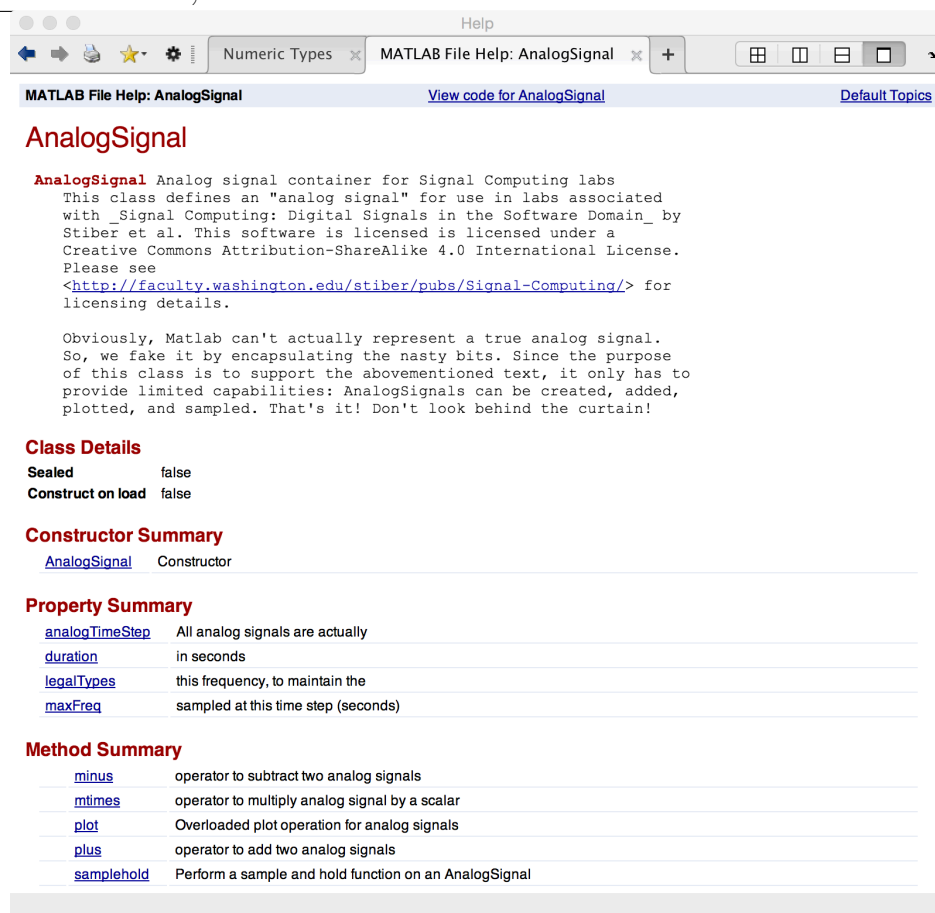 Help
Numeric Types
MATLAB File Help: AnalogSignal
+
MATLAB File Help: AnalogSignal View code for AnalogSignal Default Topics
AnalogSignal
AnalogSignal Analog signal container for Signal Computing labs
This class defines an "analog signal" for use in labs associated
with _Signal Computing: Digital Signals in the Software Domain_ by
Stiber et al. This software is licensed is licensed under a
Creative Commons Attribution-ShareAlike 4.0 International License.
Please see
<http://faculty.washington.edu/stiber/pubs/Signal-Computing/> for
licensing details.
Obviously, Matlab can't actually represent a true analog signal.
So, we fake it by encapsulating the nasty bits. Since the purpose
of this class is to support the abovementioned text, it only has to
provide limited capabilities: AnalogSignals can be created, added,
plotted, and sampled. That's it! Don't look behind the curtain!
Class Details
Sealed false
Construct on load false
Constructor Summary
AnalogSignal Constructor
Property Summary
analogTimeStep All analog signals are actually
duration in seconds
legalTypes this frequency, to maintain the
maxFreq sampled at this time step (seconds)
Method Summary
minus operator to subtract two analog signals
mtimes operator to multiply analog signal by a scalar
plot Overloaded plot operation for analog signals
plus operator to add two analog signals
samplehold Perform a sample and hold function on an AnalogSignal